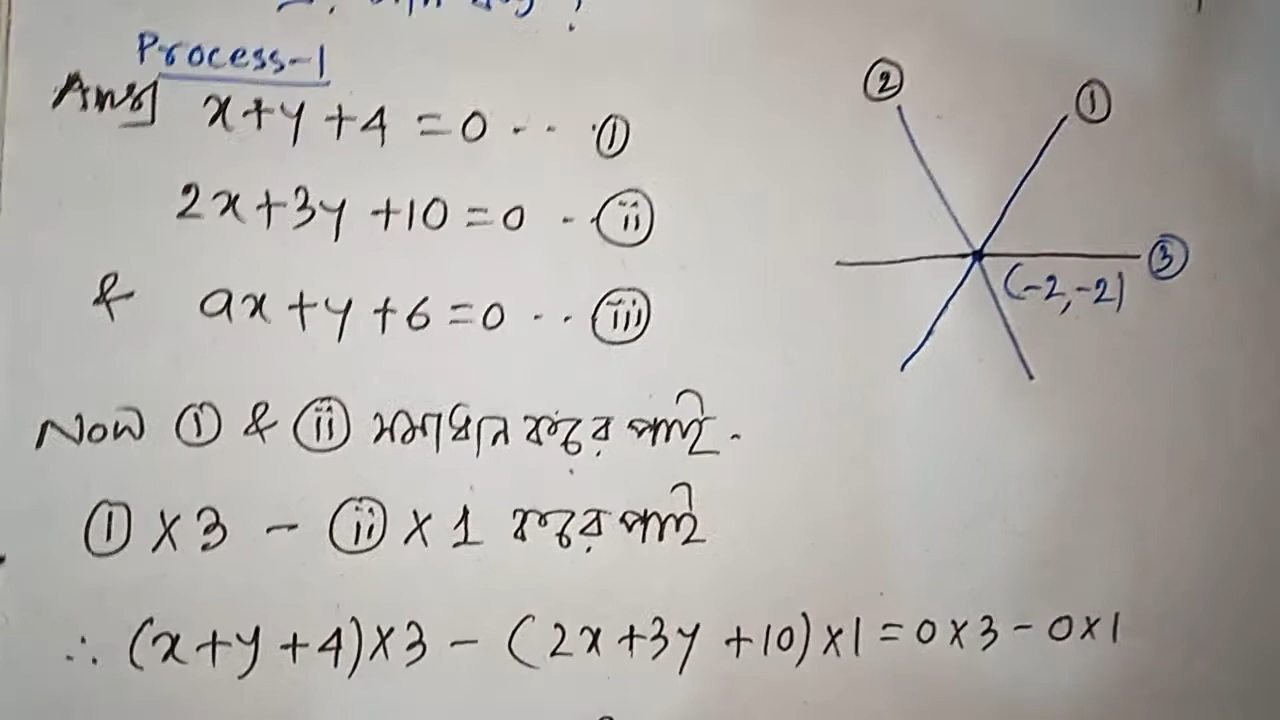 Process-1
Ans] x+y+4=0 ... ①
2x+3y+10=0 .. ⓘⓘ
& ax+y+6=0 .. ⓘⓘⓘ
②
①
③
(-2,-2)
Now ⓘ & ⓘⓘ সমাধান করে পাই.
ⓘ × 3 - ⓘⓘ × 1 করে পাই
∴ (x+y+4)×3 - (2x+3y+10)×1=0×3-0×1